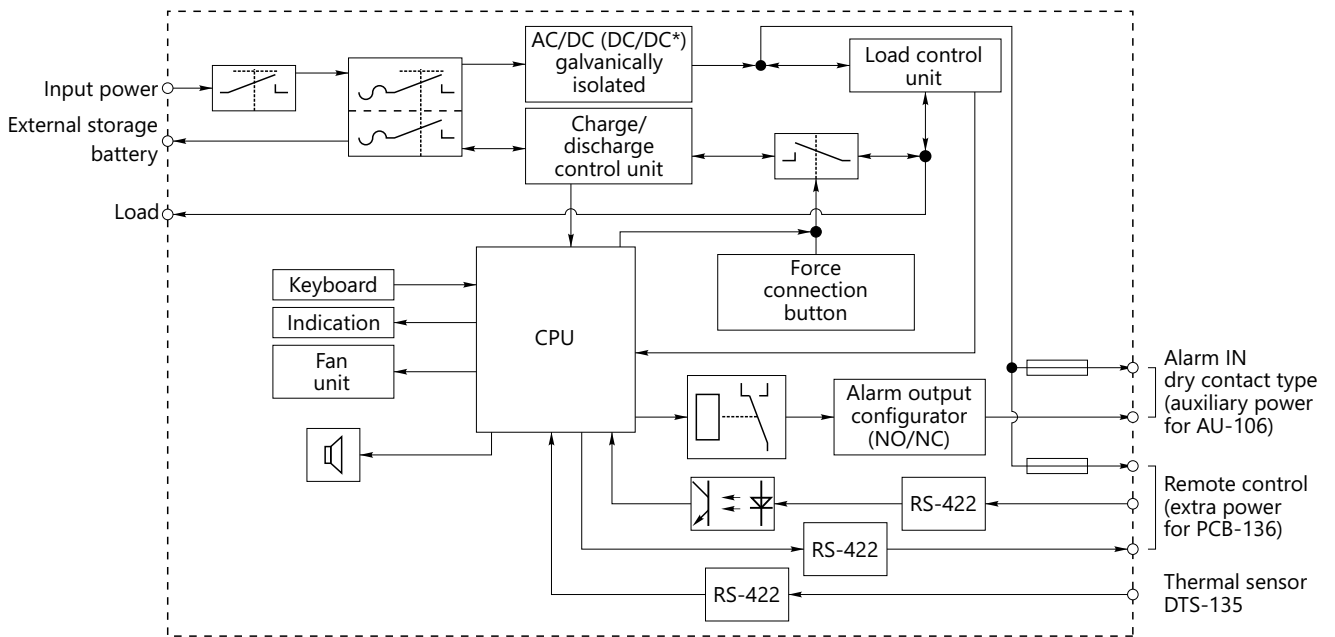 AC/DC (DC/DC*)
galvanically
isolated
Load control
unit
Input power
External storage
battery
Charge/
discharge
control unit
Load
Force
connection
button
Keyboard
Indication
Fan
unit
CPU
Alarm output
configurator
(NO/NC)
Alarm IN
dry contact type
(auxiliary power
for AU-106)
RS-422
Remote control
(extra power
for PCB-136)
RS-422
RS-422
Thermal sensor
DTS-135